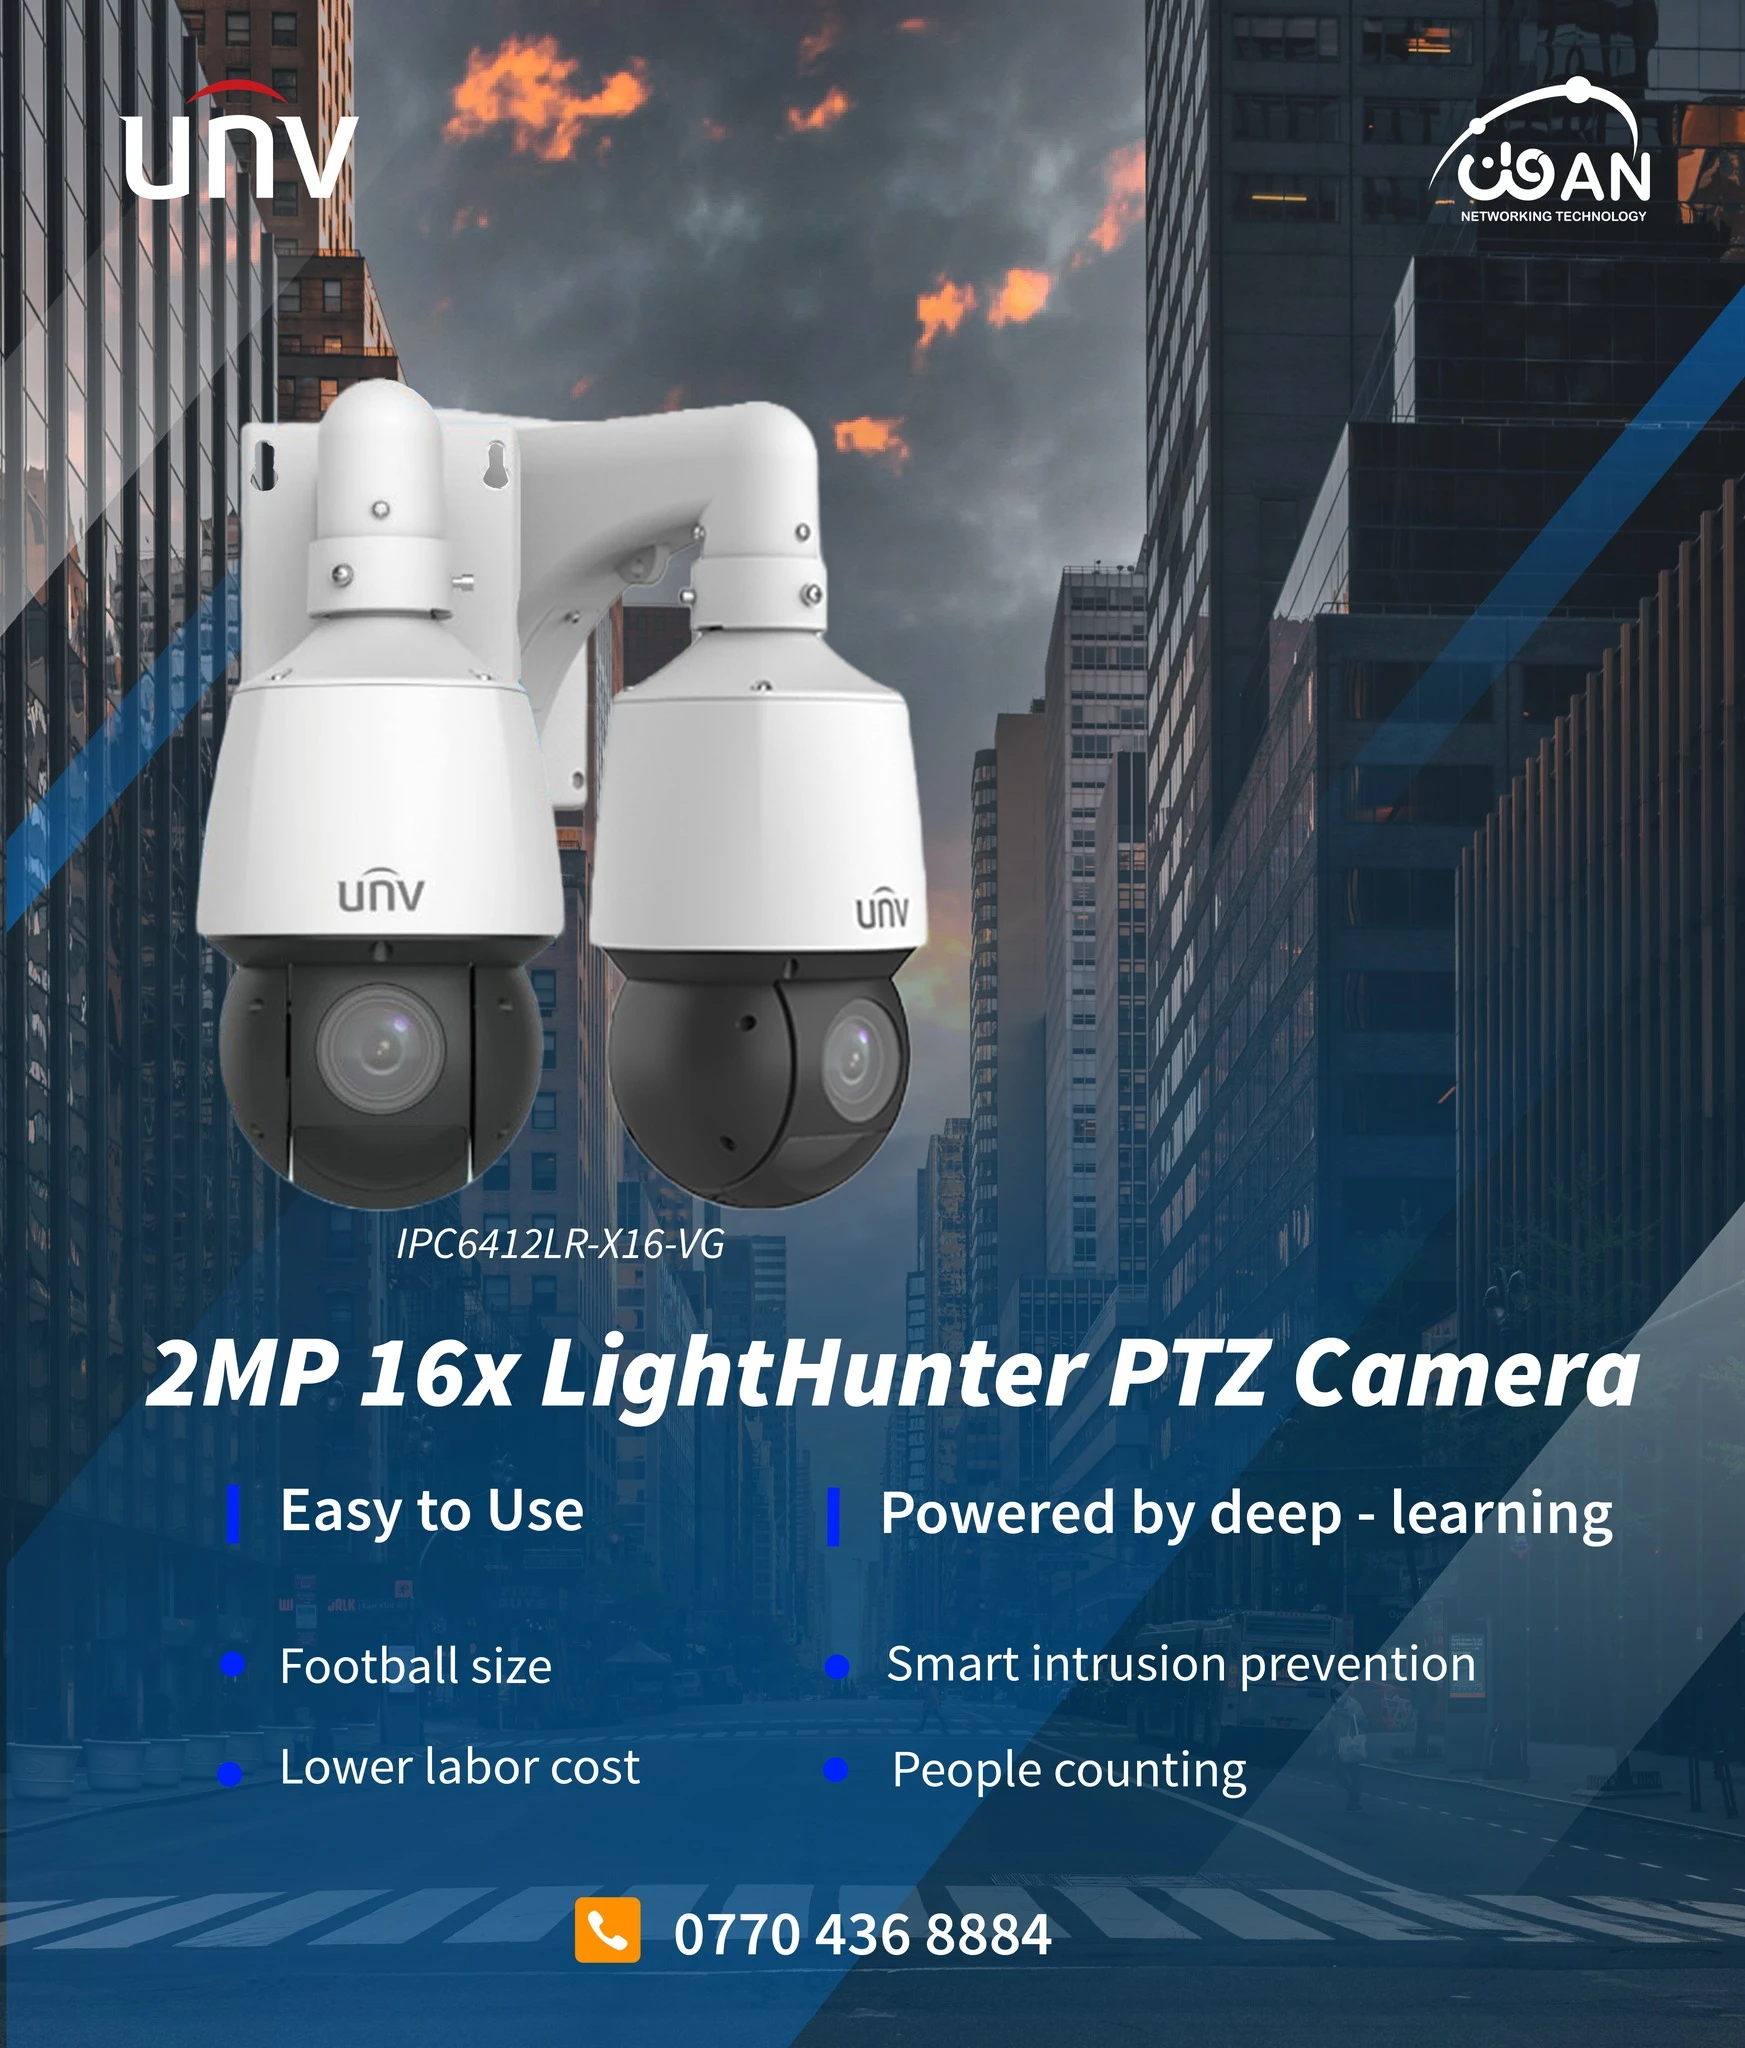 unv
فان AN
NETWORKING TECHNOLOGY
unv
unv
IPC6412LR-X16-VG
2MP 16x LightHunter PTZ Camera
Easy to Use
Powered by deep - learning
Football size
Smart intrusion prevention
Lower labor cost
People counting
0770 436 8884